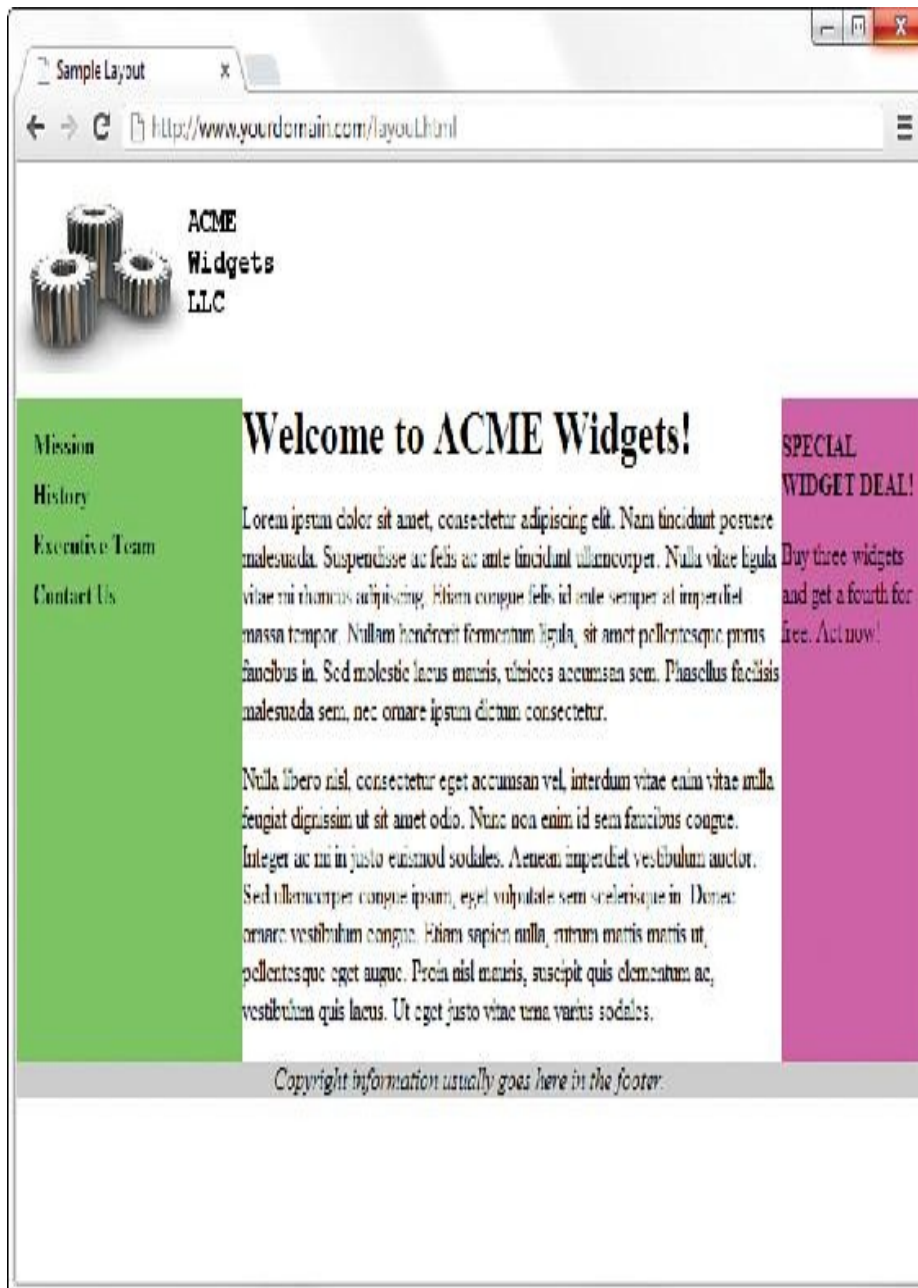 Sample Layout
http://www.yourdomain.com/layout.html
ACME
Widgets
LLC
Mission
History
Executive Team
Contact Us
Welcome to ACME Widgets!
Lorem ipsum dolor sit amet, consectetur adipiscing elit. Nam tincidunt posuere
malesuada. Suspendisse ac felis ac ante tincidunt ullamcorper. Nulla vitae ligula
vitae mi rhoncus adipiscing. Etiam congue felis id ante semper at imperdiet
massa tempor. Nullam hendrerit fermentum ligula, sit amet pellentesque purus
faucibus in. Sed molestie lacus mauris, ultrices accumsan sem. Phasellus facilisis
malesuada sem, nec ornare ipsum dictum consectetur.
Nulla libero nisl, consectetur eget accumsan vel, interdum vitae enim vitae nulla
feugiat dignissim ut sit amet odio. Nunc non enim id sem faucibus congue.
Integer ac mi in justo euismod sodales. Aenean imperdiet vestibulum auctor.
Sed ullamcorper congue ipsum, eget vulputate sem scelerisque in. Donec
ornare vestibulum congue. Etiam sapien nulla, rutrum mattis mattis ut,
pellentesque eget augue. Proin nisl mauris, suscipit quis elementum ac,
vestibulum quis lacus. Ut eget justo vitae urna varius sodales.
SPECIAL
WIDGET DEAL!
Buy three widgets
and get a fourth for
free. Act now!
Copyright information usually goes here in the footer.